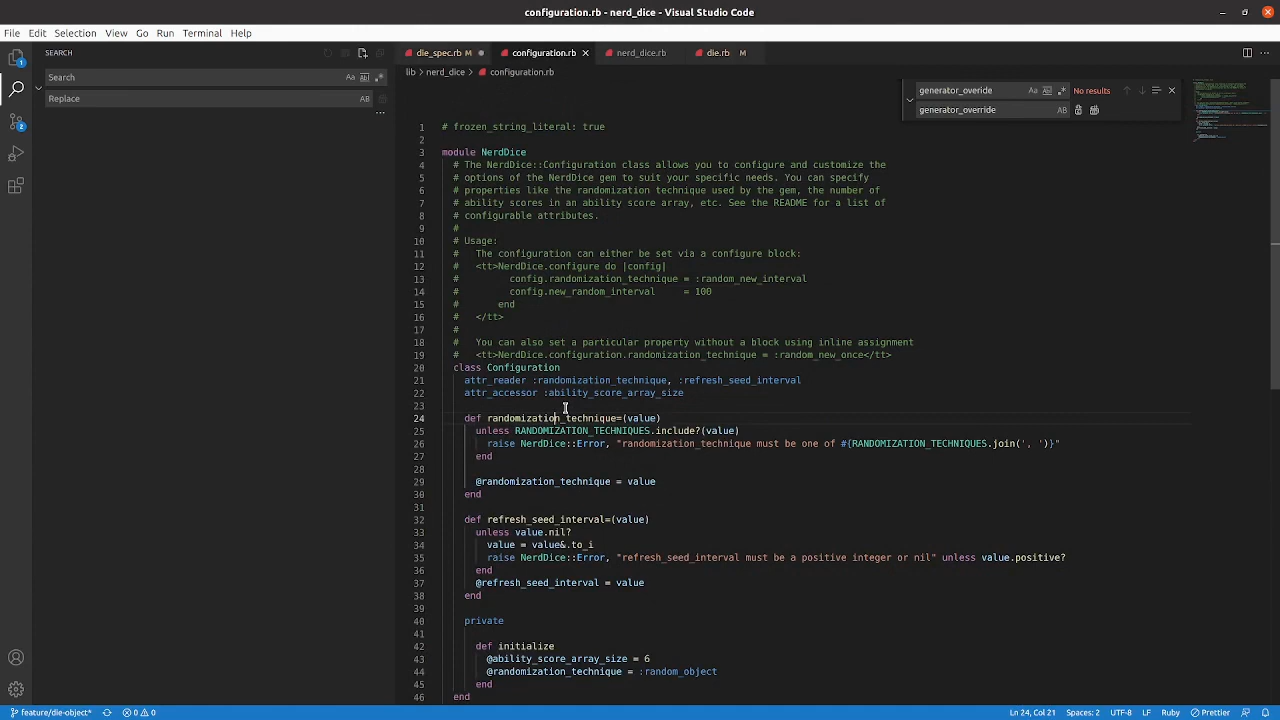 configuration.rb - nerd_dice - Visual Studio Code
File Edit Selection View Go Run Terminal Help
SEARCH
die_spec.rb M
configuration.rb
nerd_dice.rb
die.rb M
Search
Aa
Replace
AB
lib › nerd_dice › configuration.rb
generator_overide
Aa
No results
generator_override
AB
1 # frozen_string_literal: true
2
3 module NerdDice
4 # The NerdDice::Configuration class allows you to configure and customize the
5 # options of the NerdDice gem to suit your specific needs. You can specify
6 # properties like the randomization technique used by the gem, the number of
7 # ability scores in an ability score array, etc. See the README for a list of
8 # configurable attributes.
9 #
10 # Usage:
11 # The configuration can either be set via a configure block:
12 # <tt>NerdDice.configure do |config|
13 # config.randomization_technique = :random_new_interval
14 # config.new_random_interval = 100
15 # end
16 # </tt>
17 #
18 # You can also set a particular property without a block using inline assignment
19 # <tt>NerdDice.configuration.randomization_technique = :random_new_once</tt>
20 class Configuration
21 attr_reader :randomization_technique, :refresh_seed_interval
22 attr_accessor :ability_score_array_size
23
24 def randomization_technique=(value)
25 unless RANDOMIZATION_TECHNIQUES.include?(value)
26 raise NerdDice::Error, "randomization_technique must be one of #{RANDOMIZATION_TECHNIQUES.join(', ')}"
27 end
28
29 @randomization_technique = value
30 end
31
32 def refresh_seed_interval=(value)
33 unless value.nil?
34 value = value&.to_i
35 raise NerdDice::Error, "refresh_seed_interval must be a positive integer or nil" unless value.positive?
36 end
37 @refresh_seed_interval = value
38 end
39
40 private
41
42 def initialize
43 @ability_score_array_size = 6
44 @randomization_technique = :random_object
45 end
46 end
1
2
feature/die-object* 0 0 Ln 24, Col 21 Spaces: 2 UTF-8 LF Ruby Prettier